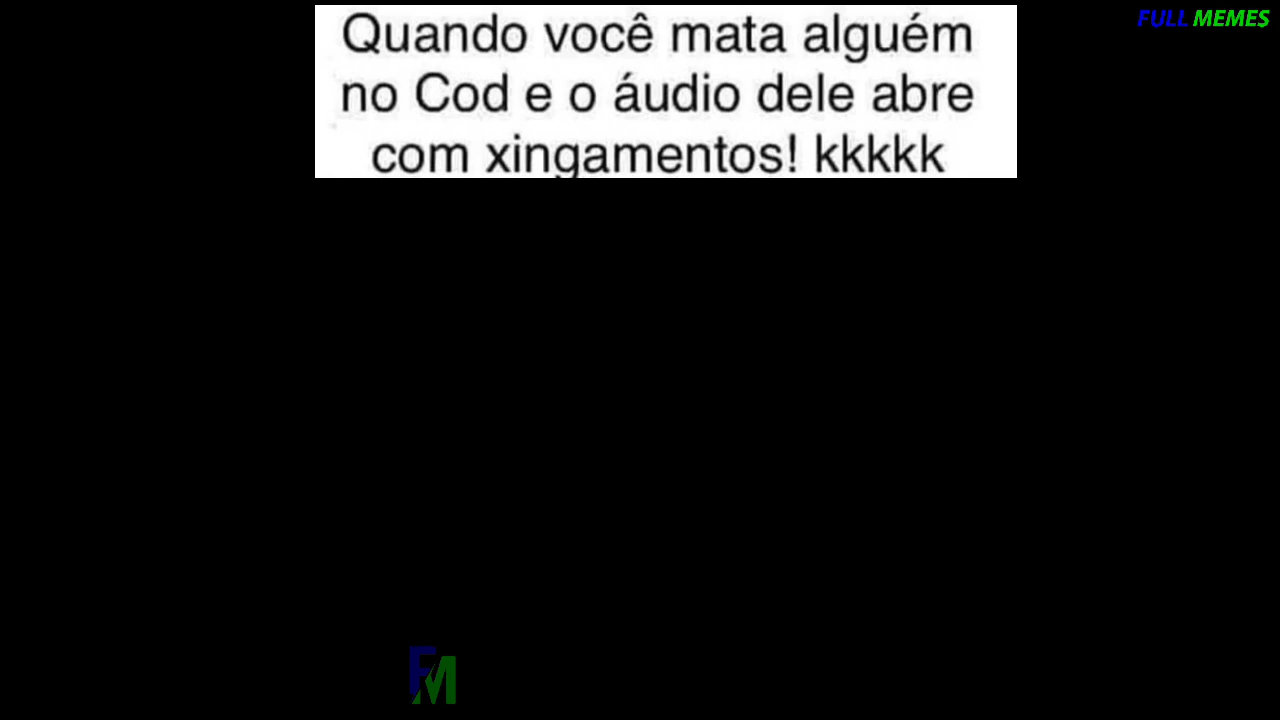 FULL MEMES
Quando você mata alguém
no Cod e o áudio dele abre
com xingamentos! kkkkk
FM